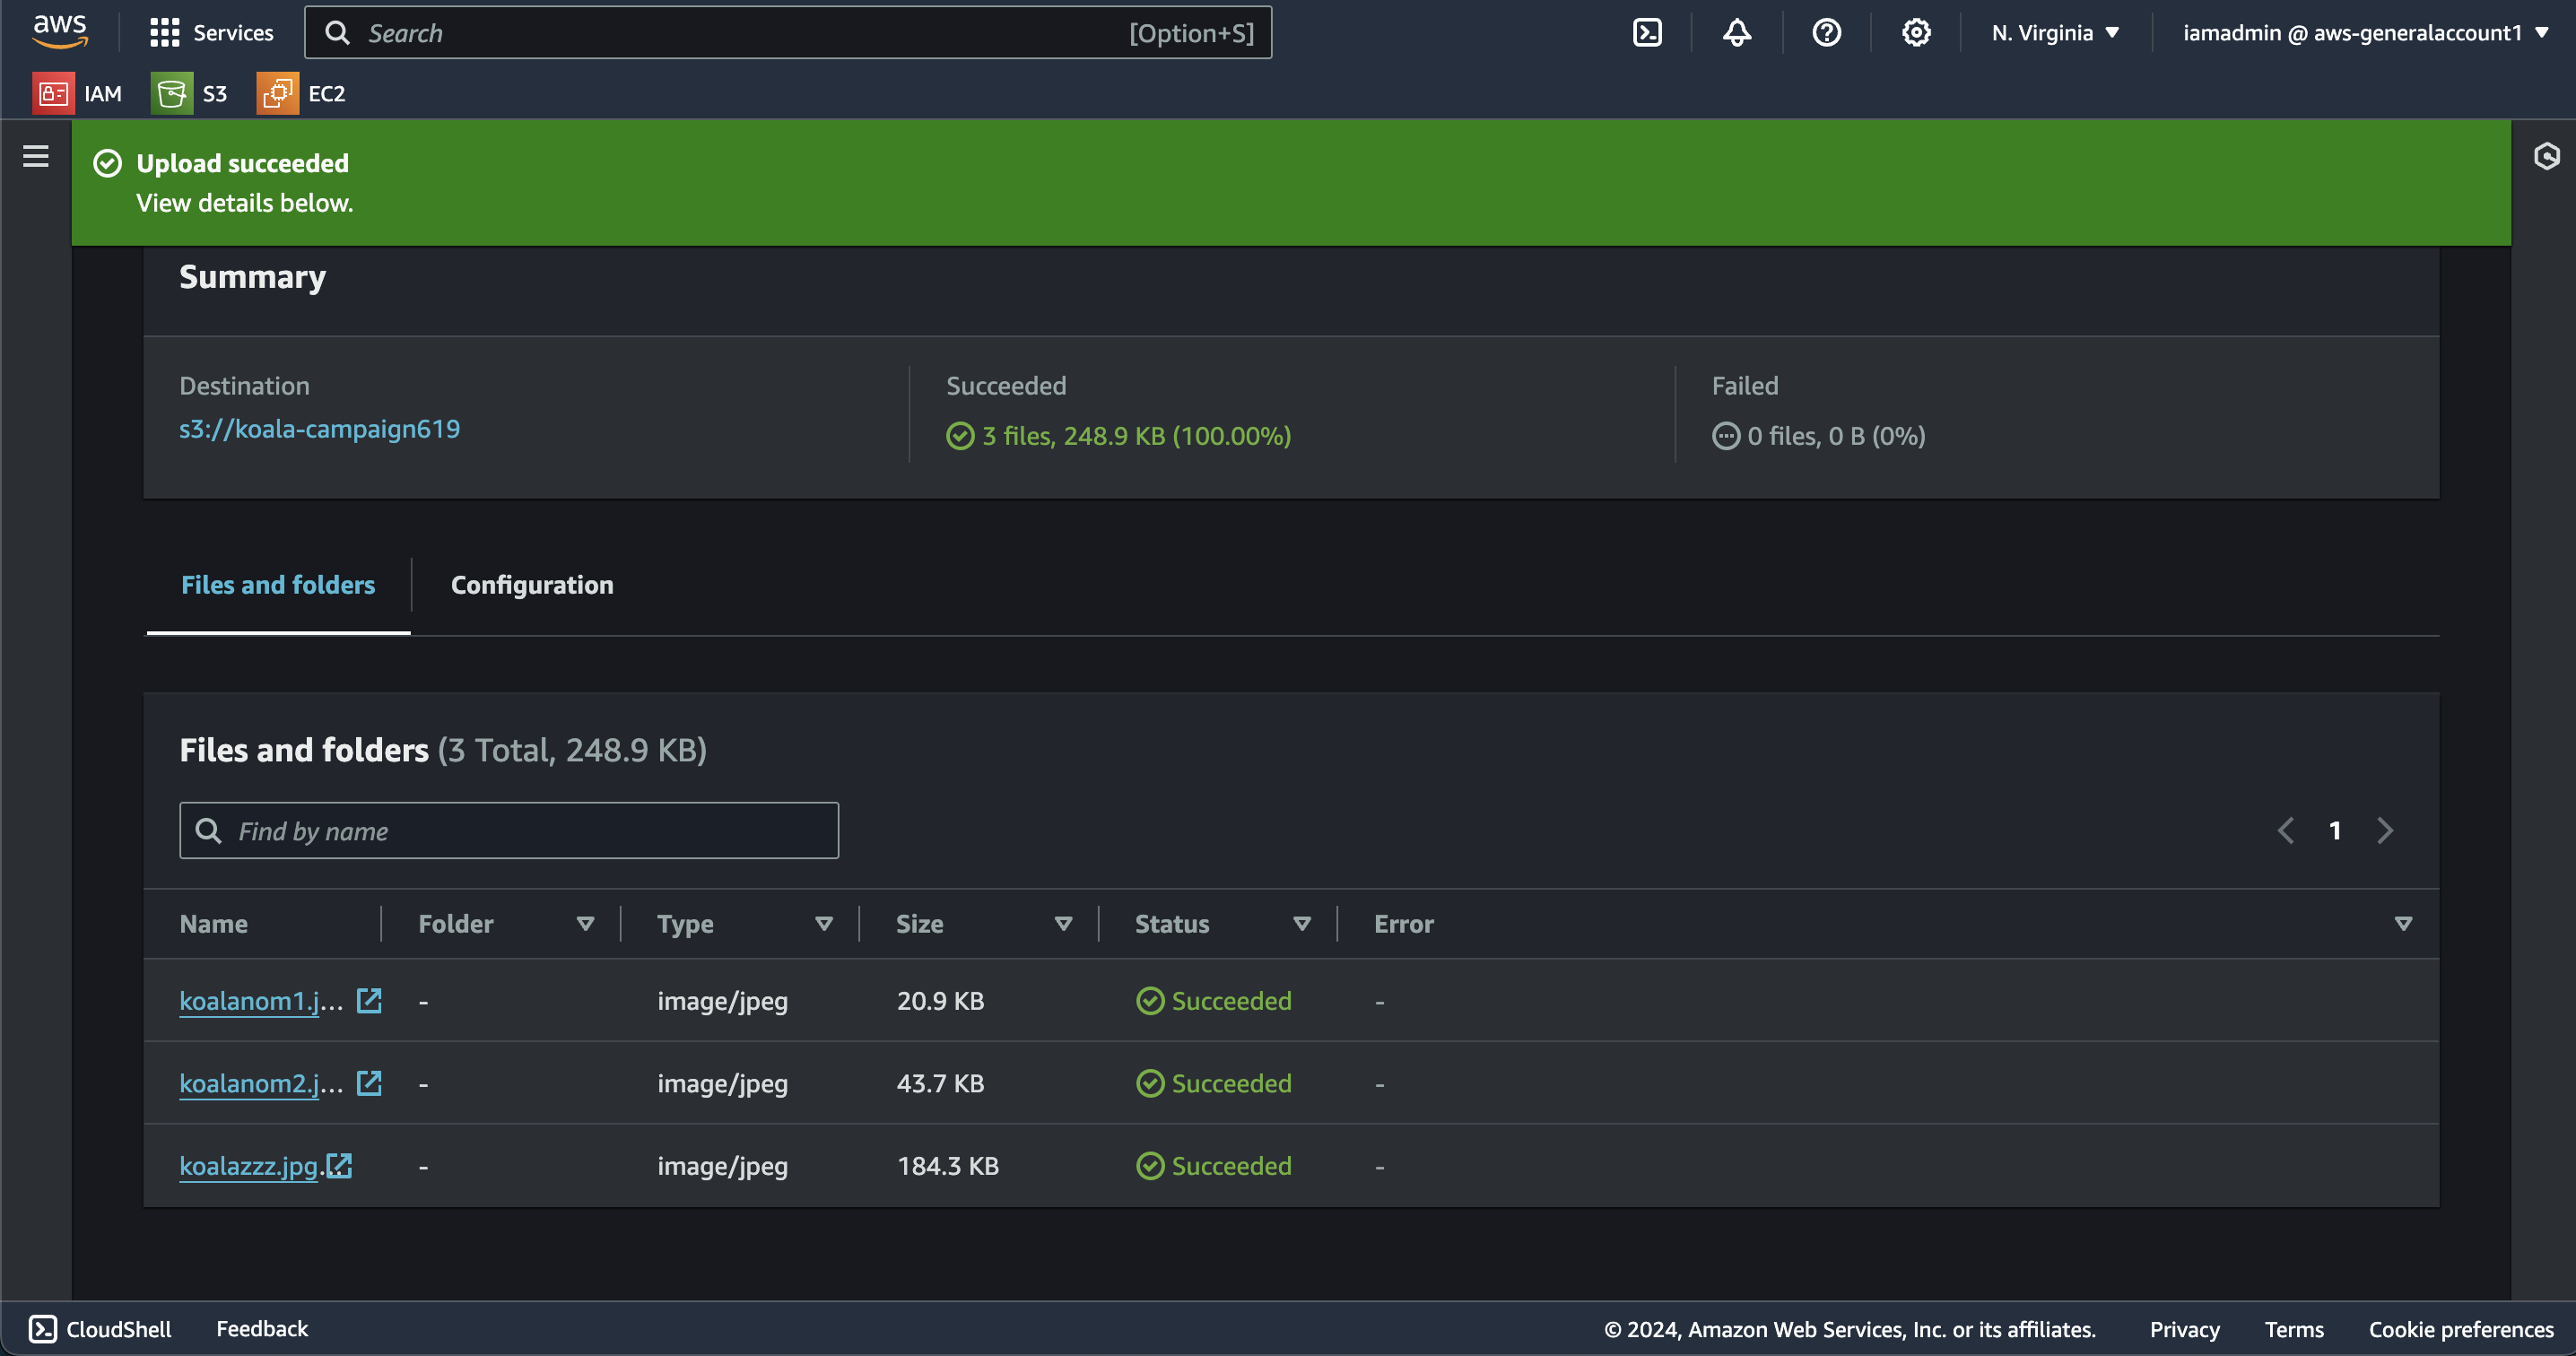 aws Services Search [Option+S] N. Virginia iamadmin @ aws-generalaccount1
IAM S3 EC2
Upload succeeded
View details below.
Summary
Destination Succeeded Failed
s3://koala-campaign619 3 files, 248.9 KB (100.00%) 0 files, 0 B (0%)
Files and folders Configuration
Files and folders (3 Total, 248.9 KB)
Find by name 1
Name Folder Type Size Status Error
koalanom1.j... - image/jpeg 20.9 KB Succeeded -
koalanom2.j... - image/jpeg 43.7 KB Succeeded -
koalazzz.jpg... - image/jpeg 184.3 KB Succeeded -
CloudShell Feedback © 2024, Amazon Web Services, Inc. or its affiliates. Privacy Terms Cookie preferences